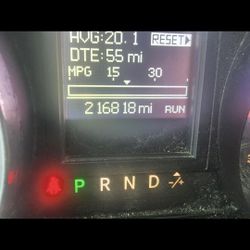 AVG: 20.1 RESET
DTE: 55 mi
MPG 15 30
216818 mi RUN
P R N D -/+